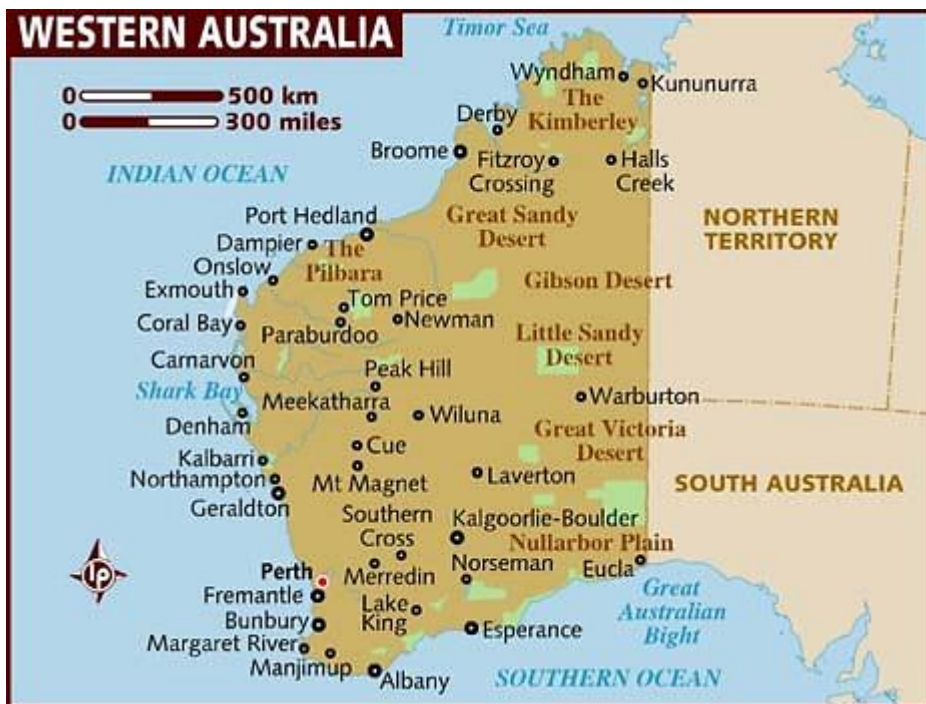 WESTERN AUSTRALIA
Timor Sea
0 500 km
0 300 miles
Wyndham
Kununurra
The
Kimberley
Derby
Broome
Fitzroy
Crossing
Halls
Creek
INDIAN OCEAN
Port Hedland
Great Sandy
Desert
NORTHERN
TERRITORY
Dampier
The
Pilbara
Onslow
Exmouth
Gibson Desert
Tom Price
Coral Bay
Paraburdoo
Newman
Little Sandy
Desert
Carnarvon
Peak Hill
Shark Bay
Meekatharra
Wiluna
Warburton
Denham
Cue
Great Victoria
Desert
Kalbarri
Northampton
Mt Magnet
Laverton
SOUTH AUSTRALIA
Geraldton
Southern
Cross
Kalgoorlie-Boulder
Nullarbor Plain
Perth
Merredin
Norseman
Eucla
LP
Fremantle
Lake
King
Great
Australian
Bight
Bunbury
Esperance
Margaret River
Manjimup
Albany
SOUTHERN OCEAN